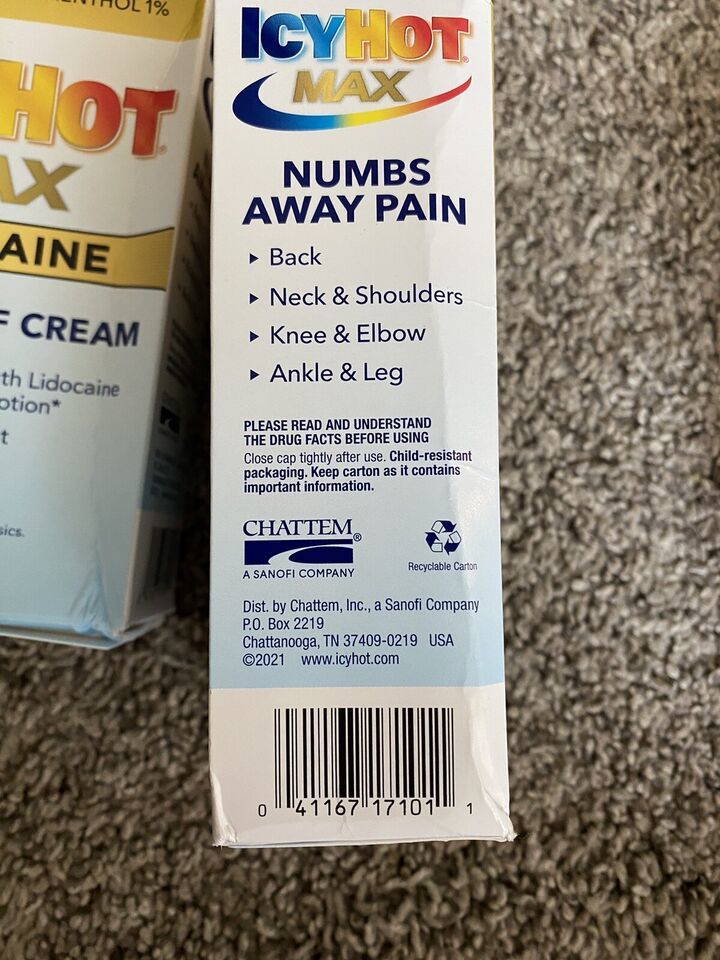 MENTHOL 1%
HOT
AX
AINE
F CREAM
th Lidocaine
ption*
t
sics.
ICYHOT®
MAX
NUMBS
AWAY PAIN
▸ Back
▸ Neck & Shoulders
▸ Knee & Elbow
▸ Ankle & Leg
PLEASE READ AND UNDERSTAND
THE DRUG FACTS BEFORE USING
Close cap tightly after use. Child-resistant
packaging. Keep carton as it contains
important information.
CHATTEM®
A SANOFI COMPANY
Recyclable Carton
Dist. by Chattem, Inc., a Sanofi Company
P.O. Box 2219
Chattanooga, TN 37409-0219 USA
©2021 www.icyhot.com
0 41167 17101 1